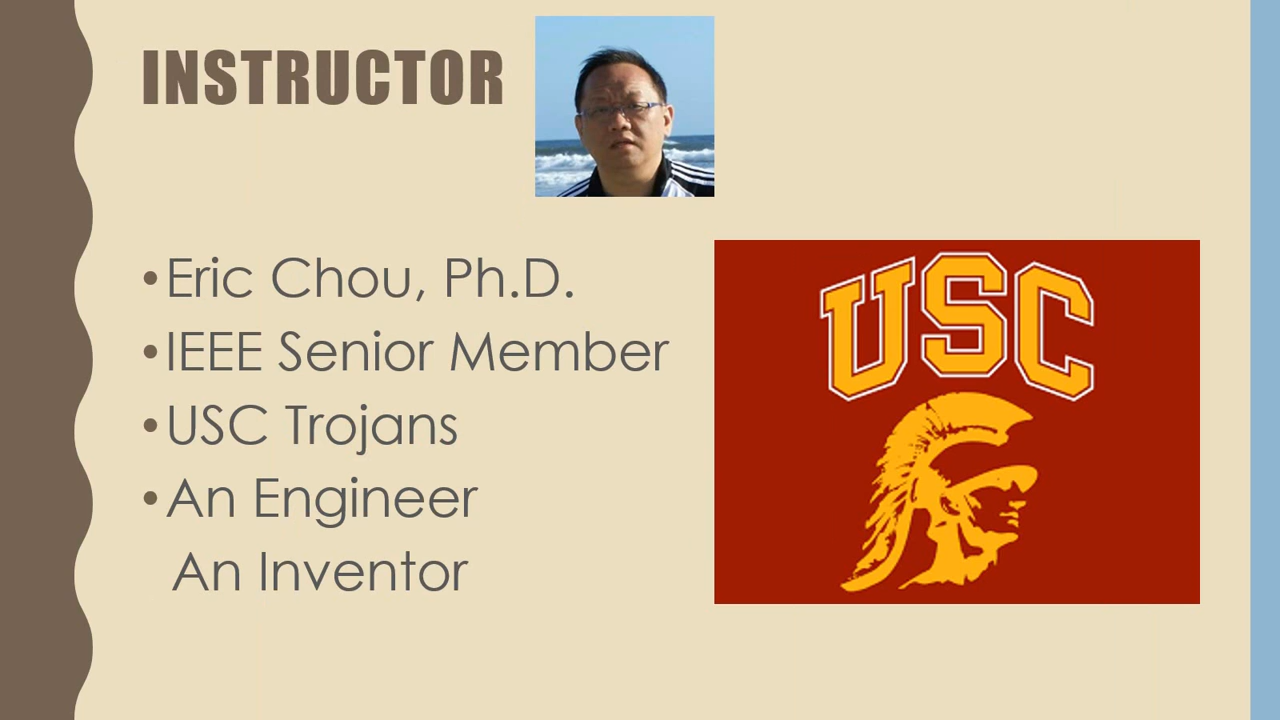 INSTRUCTOR
•Eric Chou, Ph.D.
•IEEE Senior Member
•USC Trojans
•An Engineer
An Inventor
USC